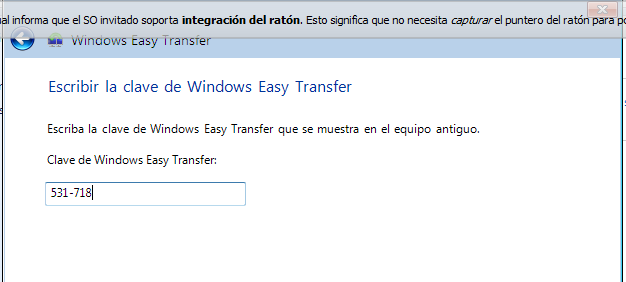 al informa que el SO invitado soporta integración del ratón. Esto significa que no necesita capturar el puntero del ratón para
Windows Easy Transfer
Escribir la clave de Windows Easy Transfer
Escriba la clave de Windows Easy Transfer que se muestra en el equipo antiguo.
Clave de Windows Easy Transfer:
531-718